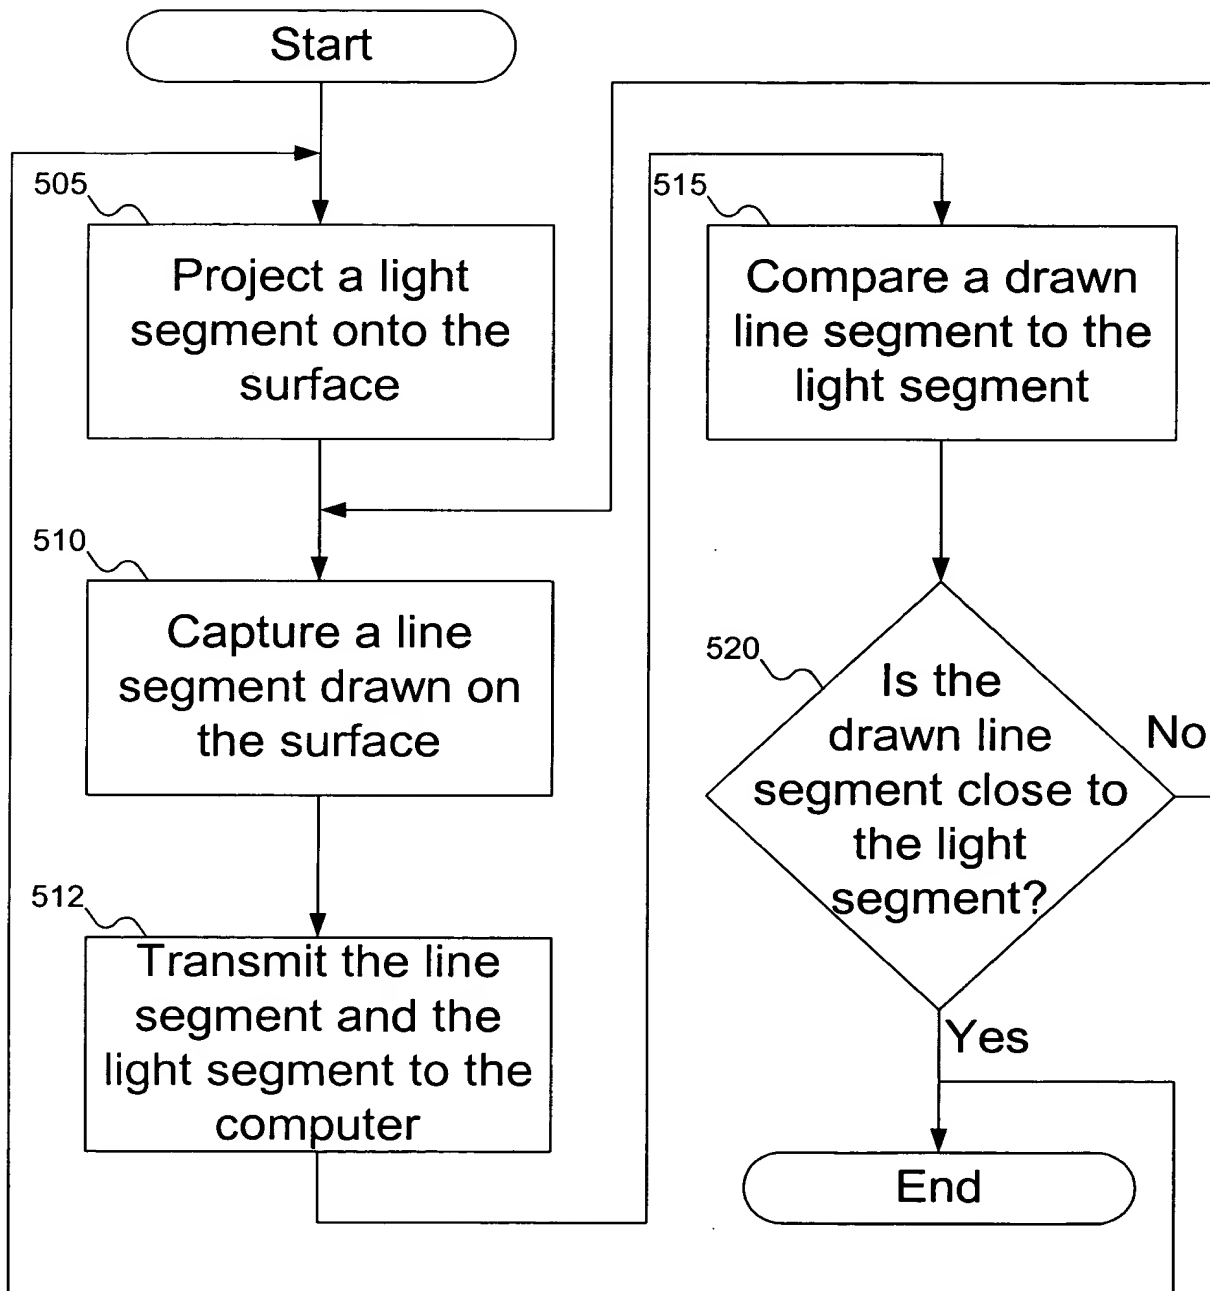 Start
505
Project a light
segment onto the
surface
510
Capture a line
segment drawn on
the surface
512
Transmit the line
segment and the
light segment to the
computer
515
Compare a drawn
line segment to the
light segment
520
Is the
drawn line
segment close to
the light
segment?
No
Yes
End